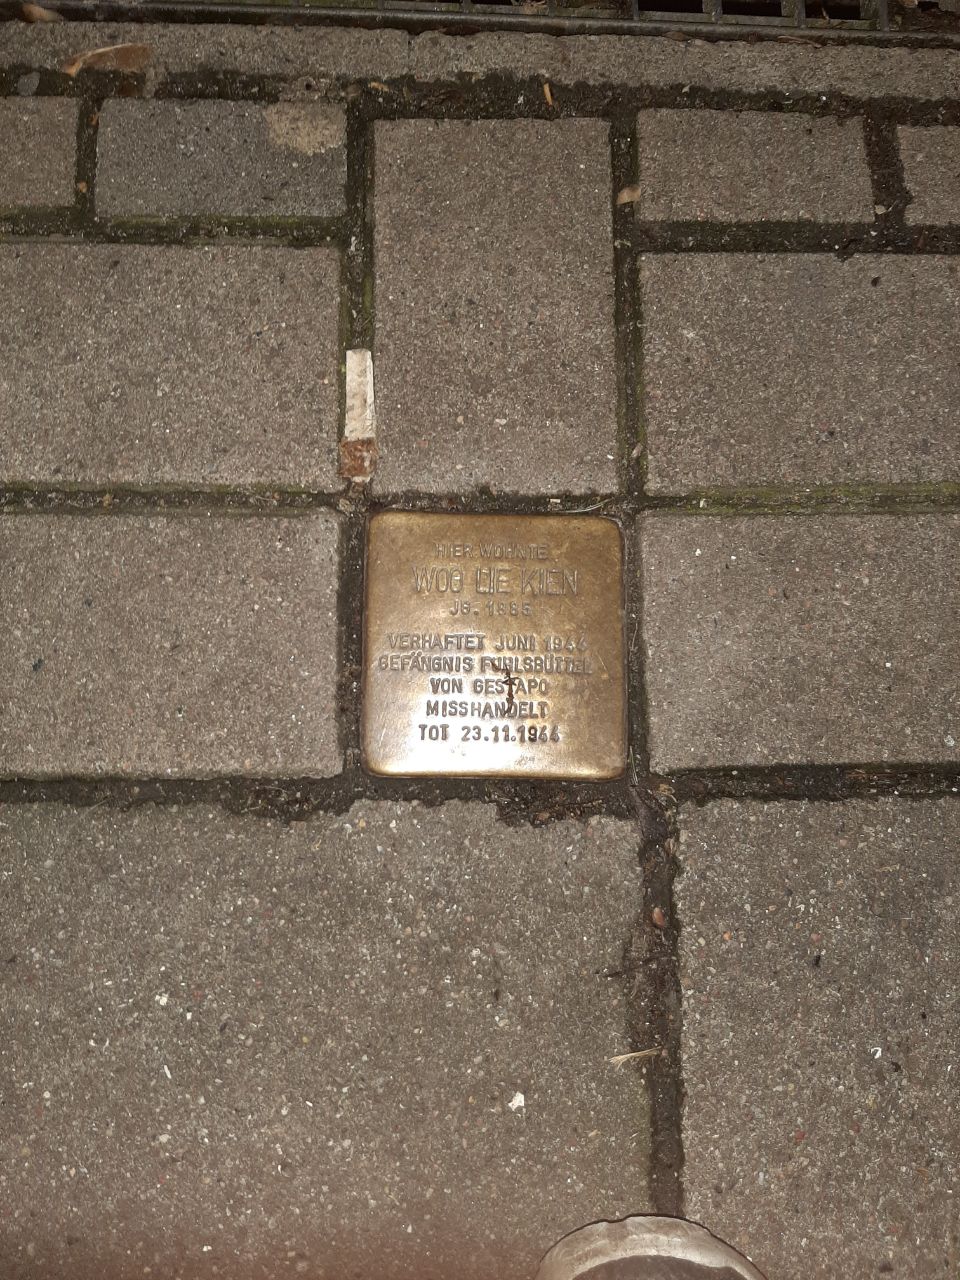 HIER WOHNTE
WOO LIE KIEN
JG. 1885
VERHAFTET JUNI 1944
GEFÄNGNIS FUHLSBÜTTEL
VON GESTAPO
MISSHANDELT
TOT 23.11.1944